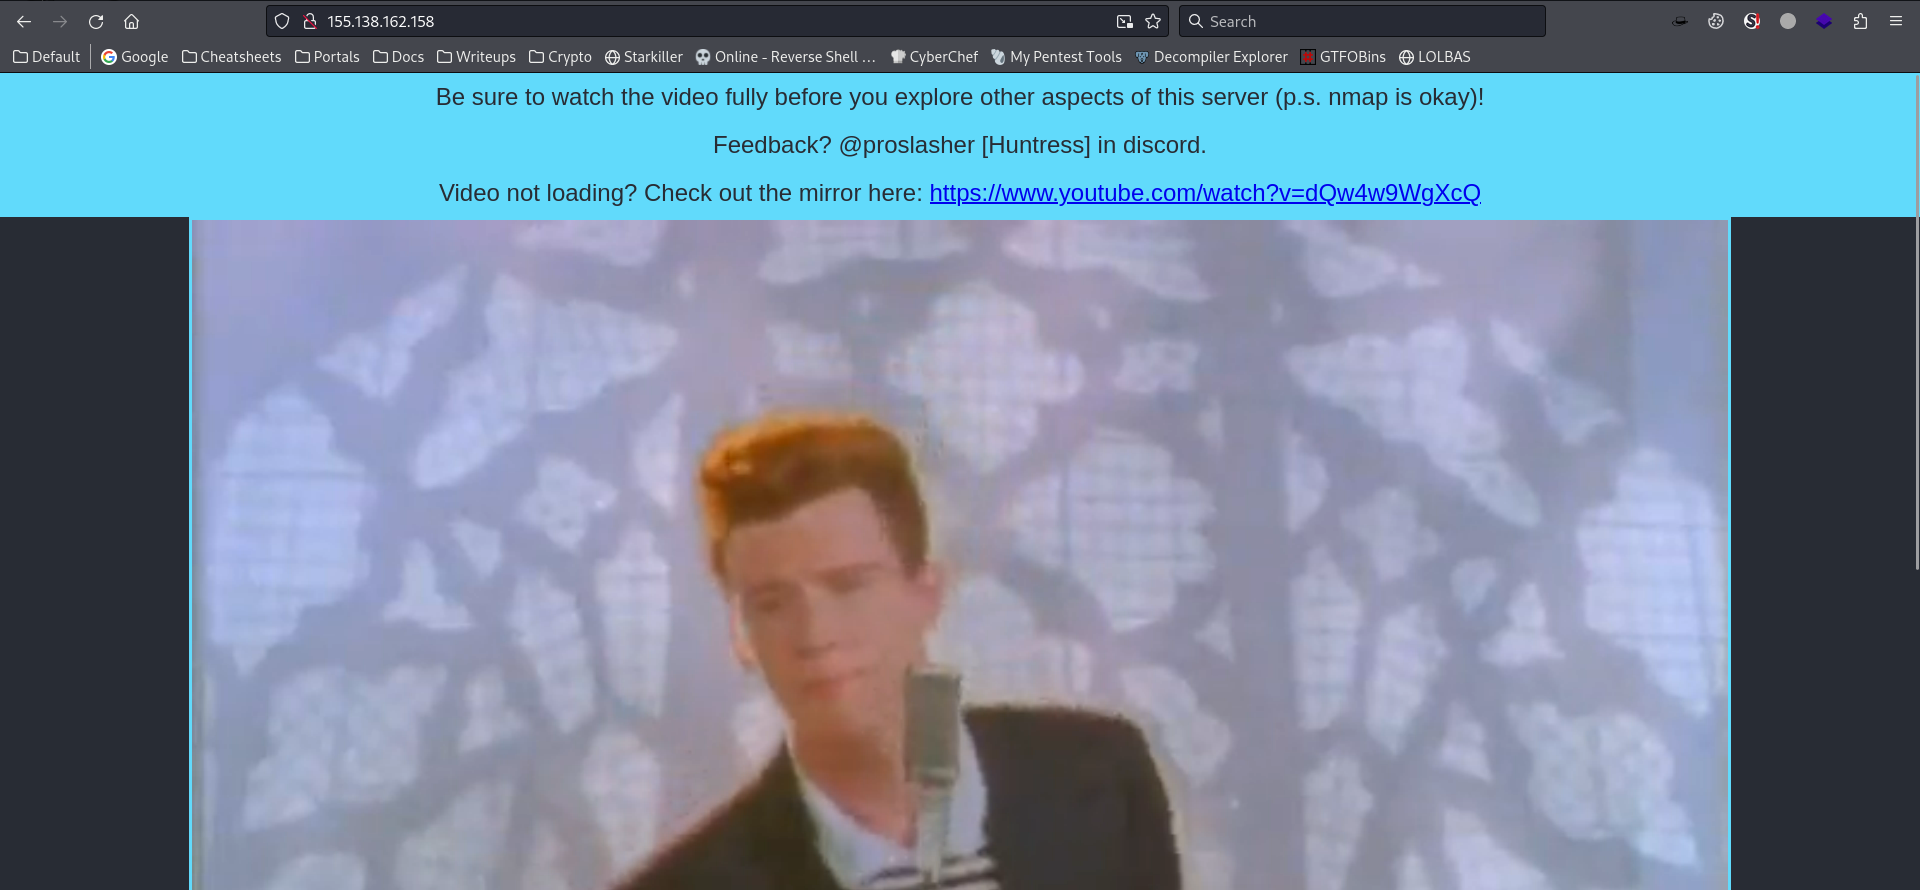 155.138.162.158
Search
Default
Google
Cheatsheets
Portals
Docs
Writeups
Crypto
Starkiller
Online - Reverse Shell …
CyberChef
My Pentest Tools
Decompiler Explorer
GTFOBins
LOLBAS
Be sure to watch the video fully before you explore other aspects of this server (p.s. nmap is okay)!
Feedback? @proslasher [Huntress] in discord.
Video not loading? Check out the mirror here: https://www.youtube.com/watch?v=dQw4w9WgXcQ